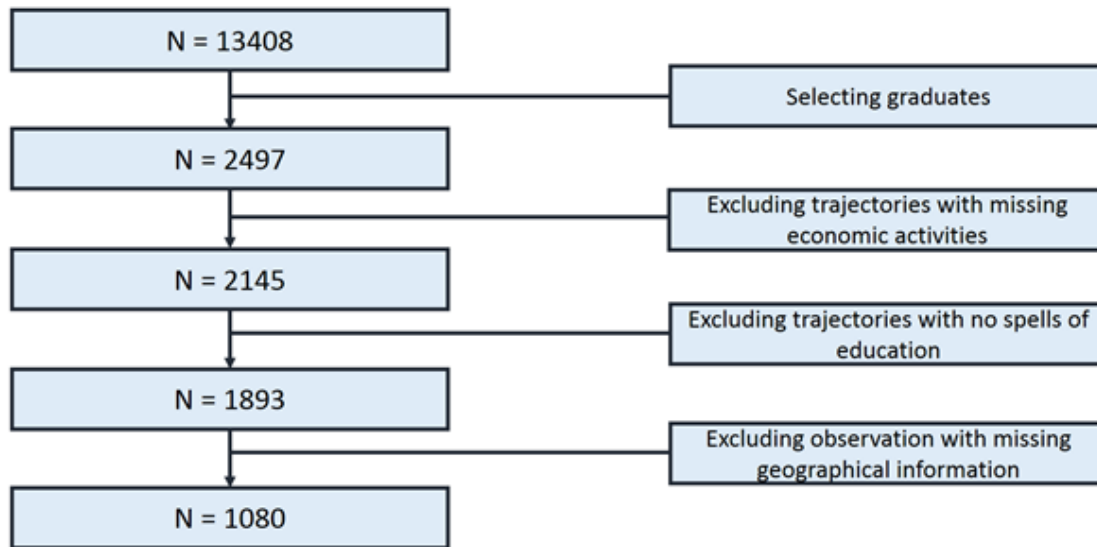 N = 13408
Selecting graduates
N = 2497
Excluding trajectories with missing
economic activities
N = 2145
Excluding trajectories with no spells of
education
N = 1893
Excluding observation with missing
geographical information
N = 1080